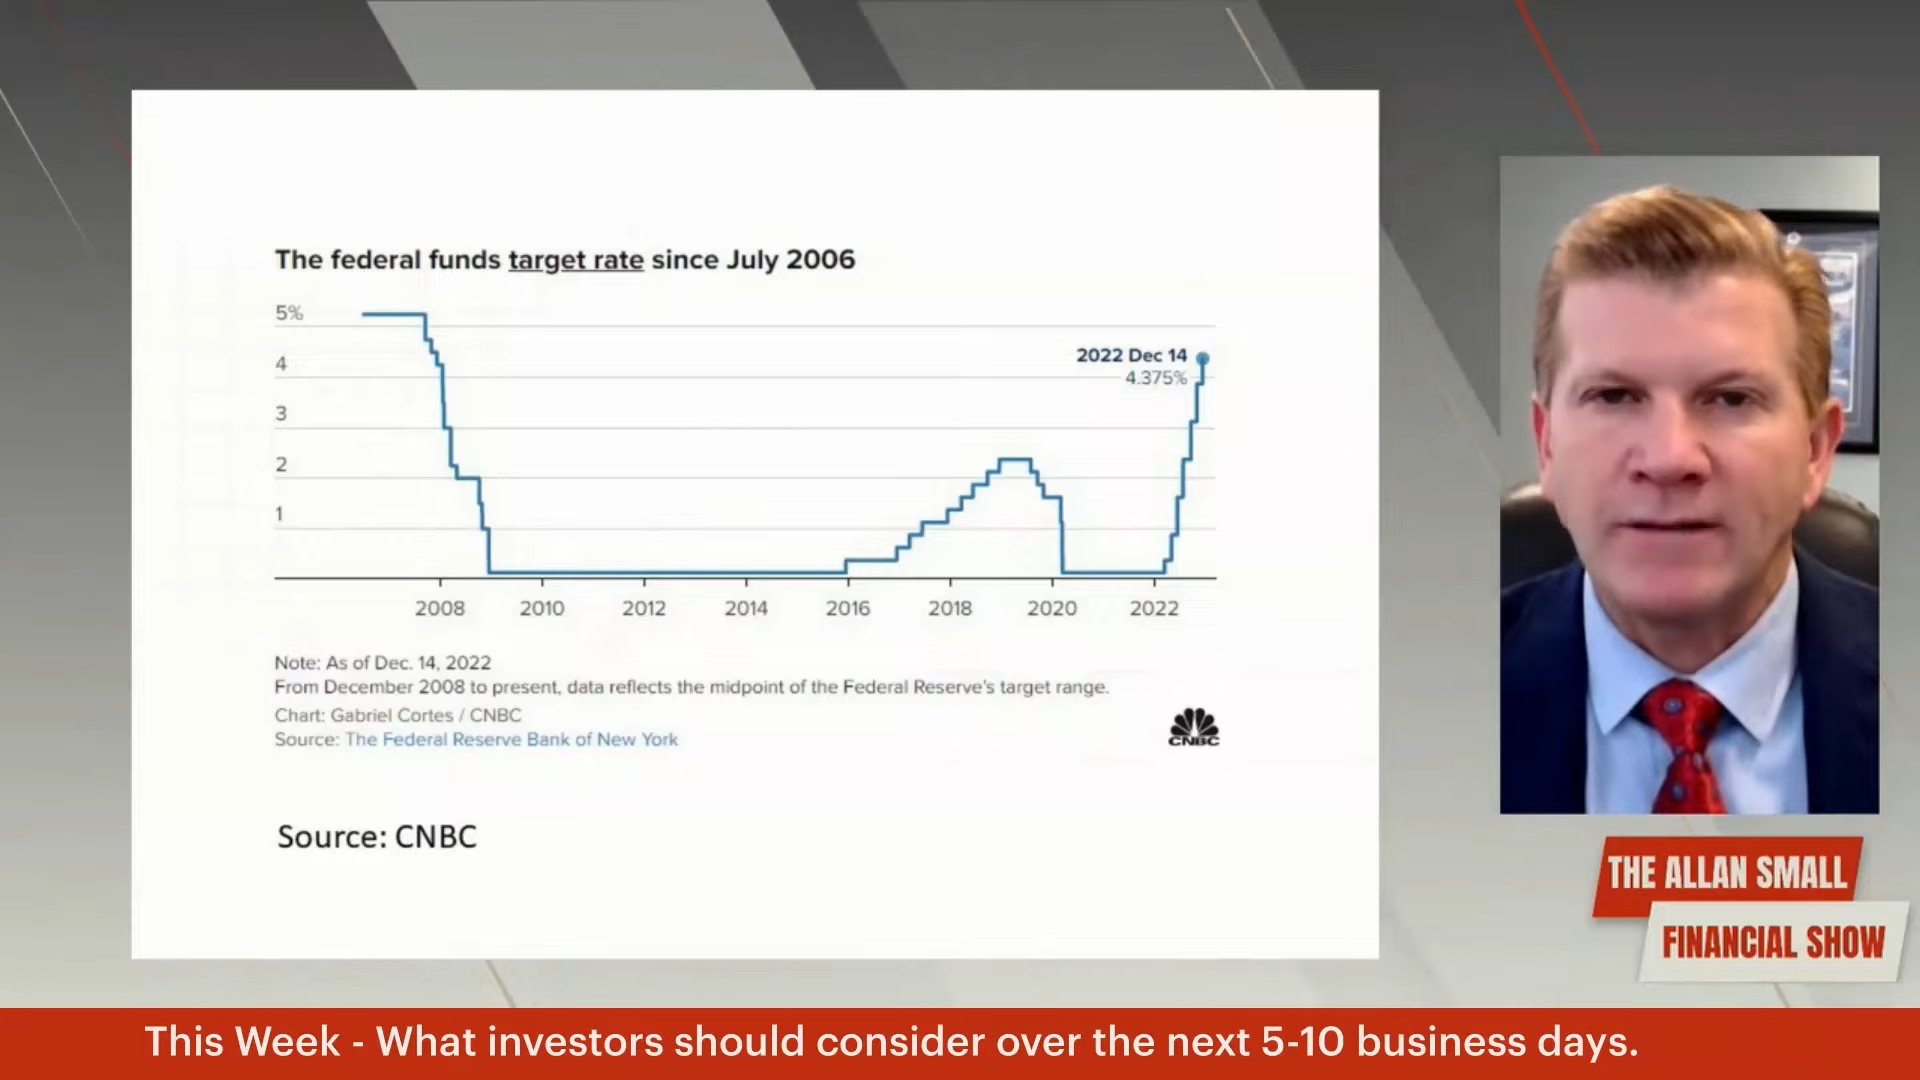 The federal funds target rate since July 2006
5%
4
3
2
1
2022 Dec 14
4.375%
2008 2010 2012 2014 2016 2018 2020 2022
Note: As of Dec. 14, 2022
From December 2008 to present, data reflects the midpoint of the Federal Reserve's target range.
Chart: Gabriel Cortes / CNBC
Source: The Federal Reserve Bank of New York
CNBC
Source: CNBC
THE ALLAN SMALL
FINANCIAL SHOW
This Week - What investors should consider over the next 5-10 business days.